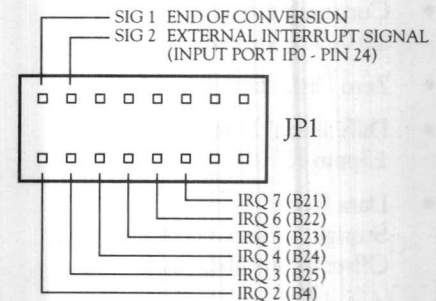 SIG 1 END OF CONVERSION
SIG 2 EXTERNAL INTERRUPT SIGNAL
(INPUT PORT IP0 - PIN 24)
JP1
IRQ 7 (B21)
IRQ 6 (B22)
IRQ 5 (B23)
IRQ 4 (B24)
IRQ 3 (B25)
IRQ 2 (B4)